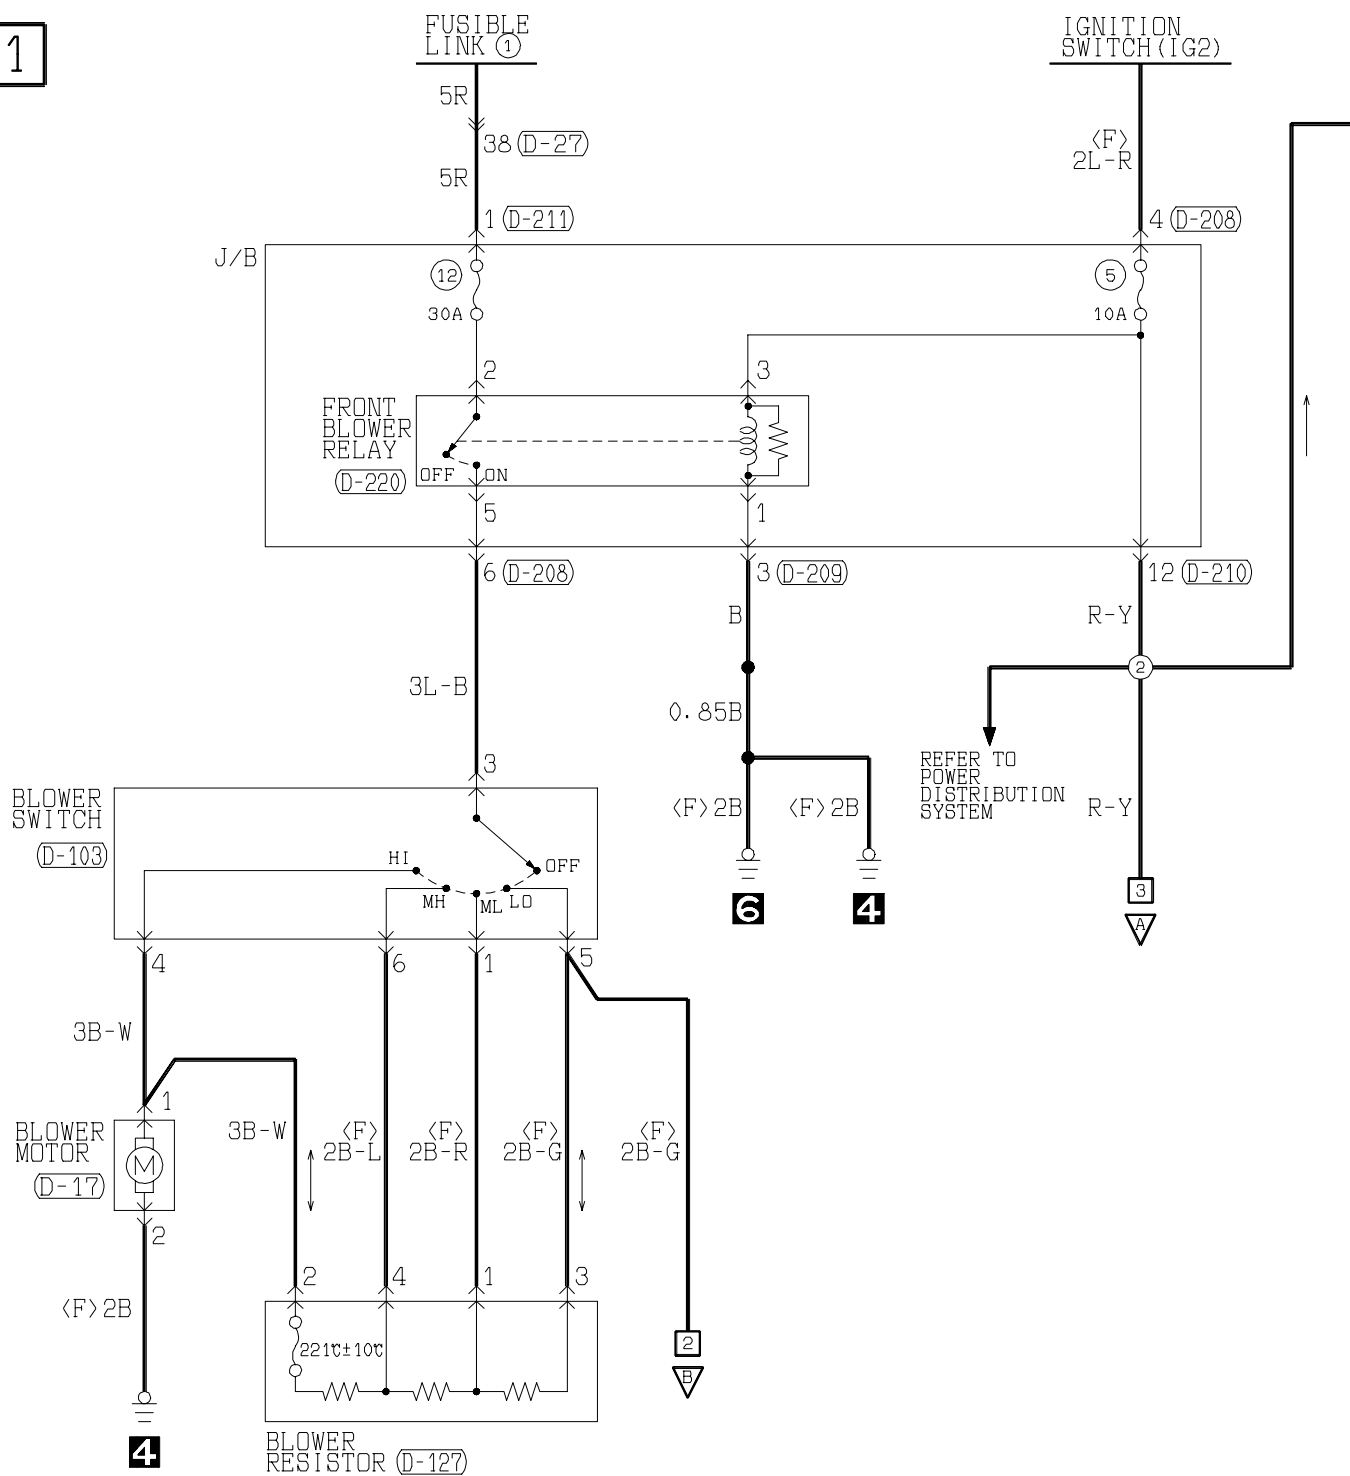 1
FUSIBLE
LINK ①
IGNITION
SWITCH(IG2)
5R
38 (D-27)
5R
1 (D-211)
<F>
2L-R
4 (D-208)
J/B
12
30A
5
10A
2
3
FRONT
BLOWER
RELAY
(D-220)
OFF
ON
5
1
6 (D-208)
3 (D-209)
12 (D-210)
B
R-Y
2
3L-B
0.85B
REFER TO
POWER
DISTRIBUTION
SYSTEM
3
BLOWER
SWITCH
(D-103)
<F>2B
<F>2B
R-Y
HI
OFF
MH
ML
LO
6
4
3
A
4
6
1
5
3B-W
1
BLOWER
MOTOR
(D-17)
M
2
3B-W
<F>
2B-L
<F>
2B-R
<F>
2B-G
<F>
2B-G
<F>2B
2
4
1
3
221℃±10℃
2
B
4
BLOWER
RESISTOR (D-127)